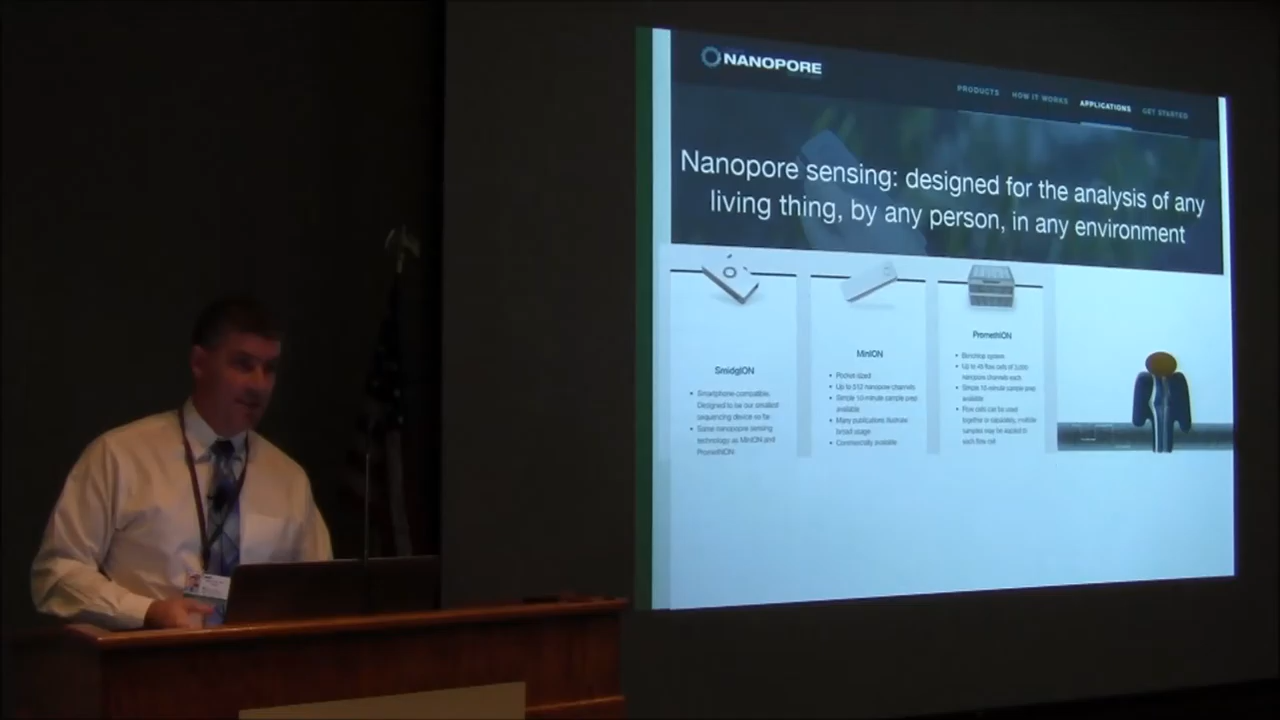 NANOPORE
PRODUCTS HOW IT WORKS APPLICATIONS GET STARTED
Nanopore sensing: designed for the analysis of any
living thing, by any person, in any environment
SmidgION
Smartphone-compatible.
Designed to be our smallest
sequencing device so far
Same nanopore sensing
technology as MinION and
PromethION
MinION
Pocket-sized
Up to 512 nanopore channels
Simple 10-minute sample prep
available
Many publications illustrate
broad usage
Commercially available
PromethION
Benchtop system
Up to 48 flow cells of 3,000
nanopore channels each
Simple 10-minute sample prep
available
Flow cells can be used
together or separately, multiple
samples may be applied to
each flow cell